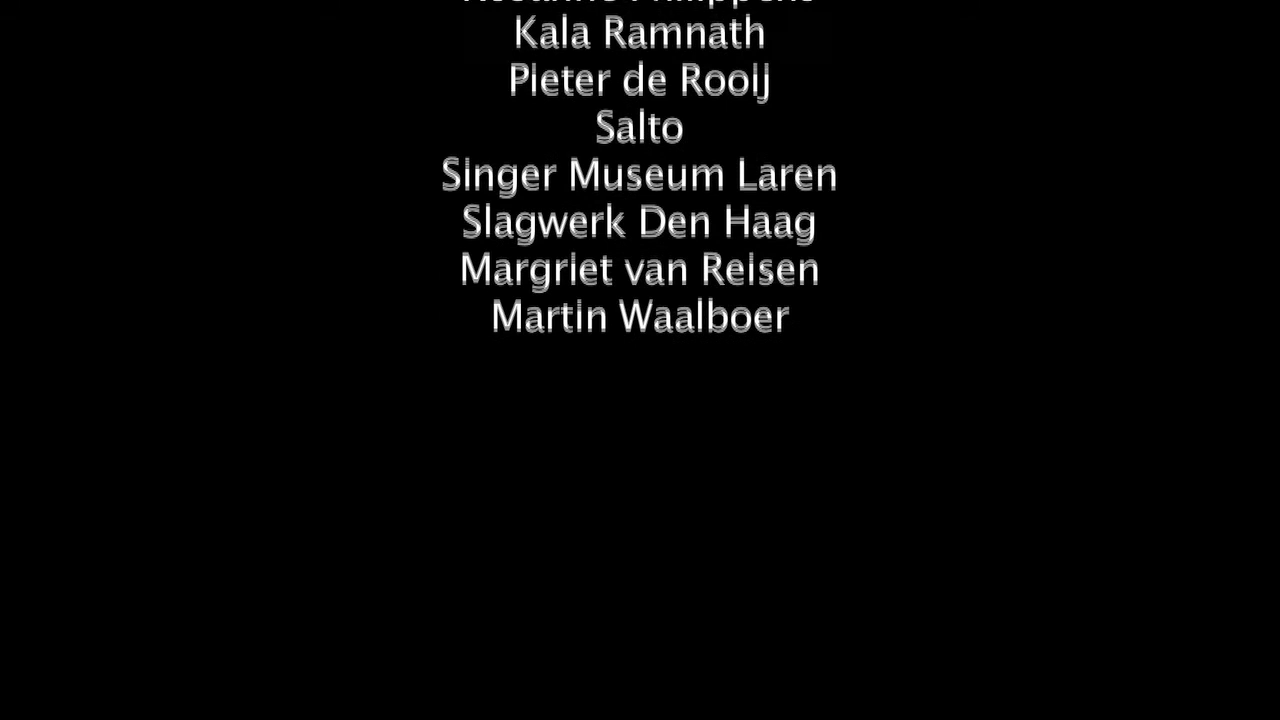 Kala Ramnath
Pieter de Rooij
Salto
Singer Museum Laren
Slagwerk Den Haag
Margriet van Reisen
Martin Waalboer